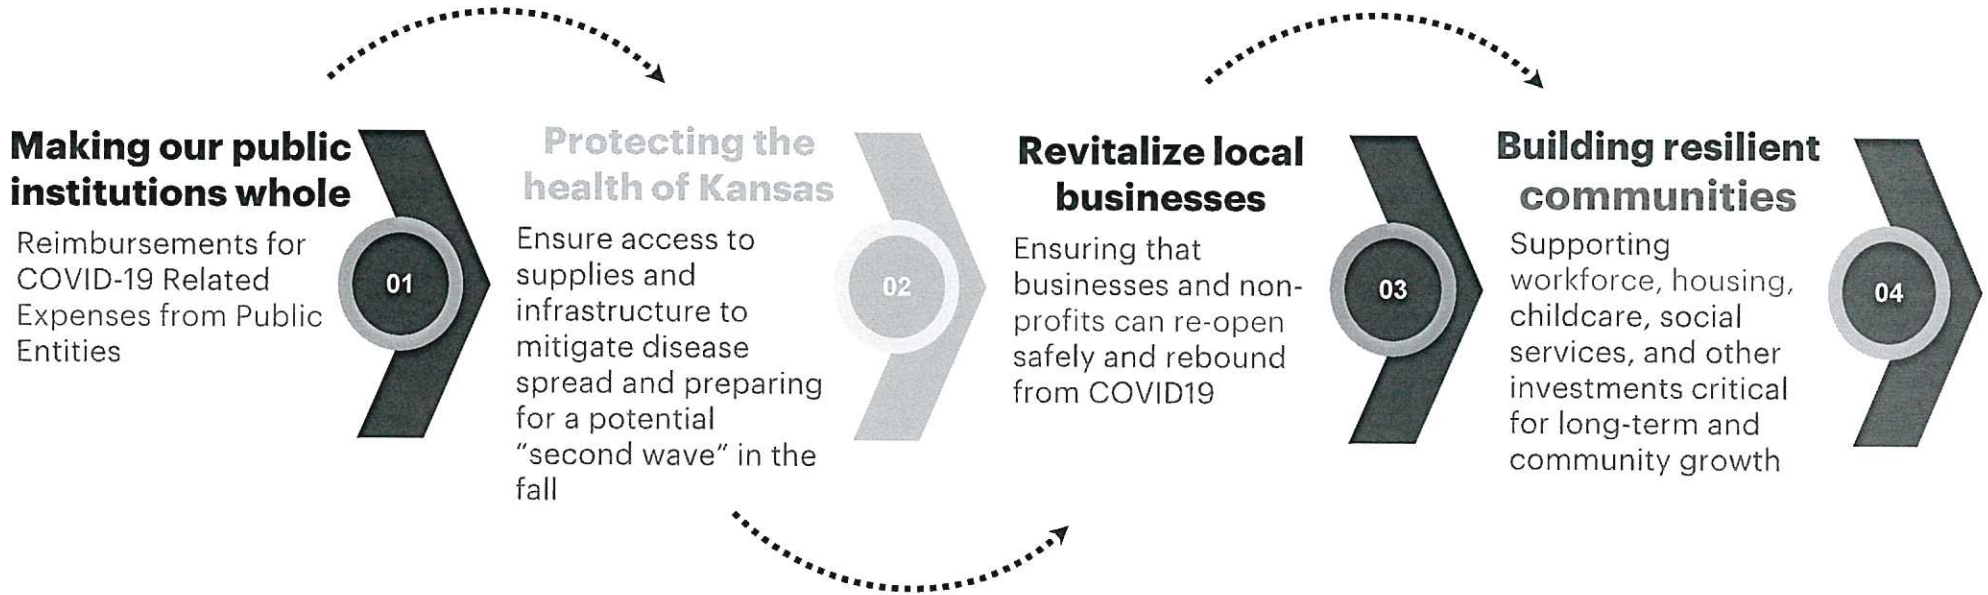 Making our public
institutions whole
Reimbursements for
COVID-19 Related
Expenses from Public
Entities
01
Protecting the
health of Kansas
Ensure access to
supplies and
infrastructure to
mitigate disease
spread and preparing
for a potential
“second wave” in the
fall
02
Revitalize local
businesses
Ensuring that
businesses and non-
profits can re-open
safely and rebound
from COVID19
03
Building resilient
communities
Supporting
workforce, housing,
childcare, social
services, and other
investments critical
for long-term and
community growth
04